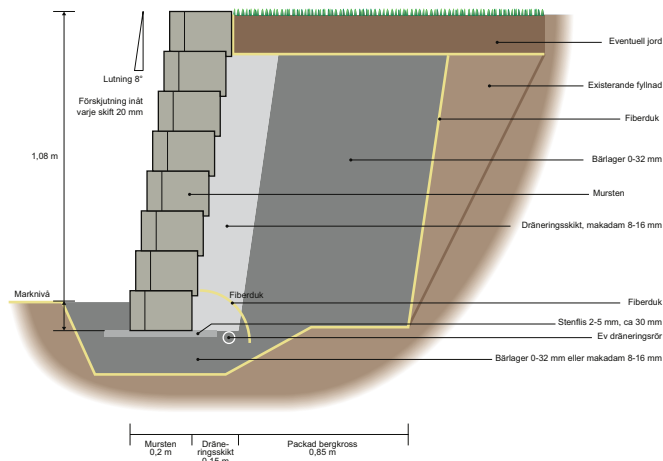 Eventuell jord
Lutning 8°
Existerande fyllnad
Förskjutning inåt
varje skift 20 mm
Fiberduk
1,08 m
Bärlager 0-32 mm
Mursten
Dräneringsskikt, makadam 8-16 mm
Marknivå
Fiberduk
Fiberduk
Stenflis 2-5 mm, ca 30 mm
Ev dräneringsrör
Bärlager 0-32 mm eller makadam 8-16 mm
Mursten
0,2 m
Dräne-
ringsskikt
0,15 m
Packad bergkross
0,85 m